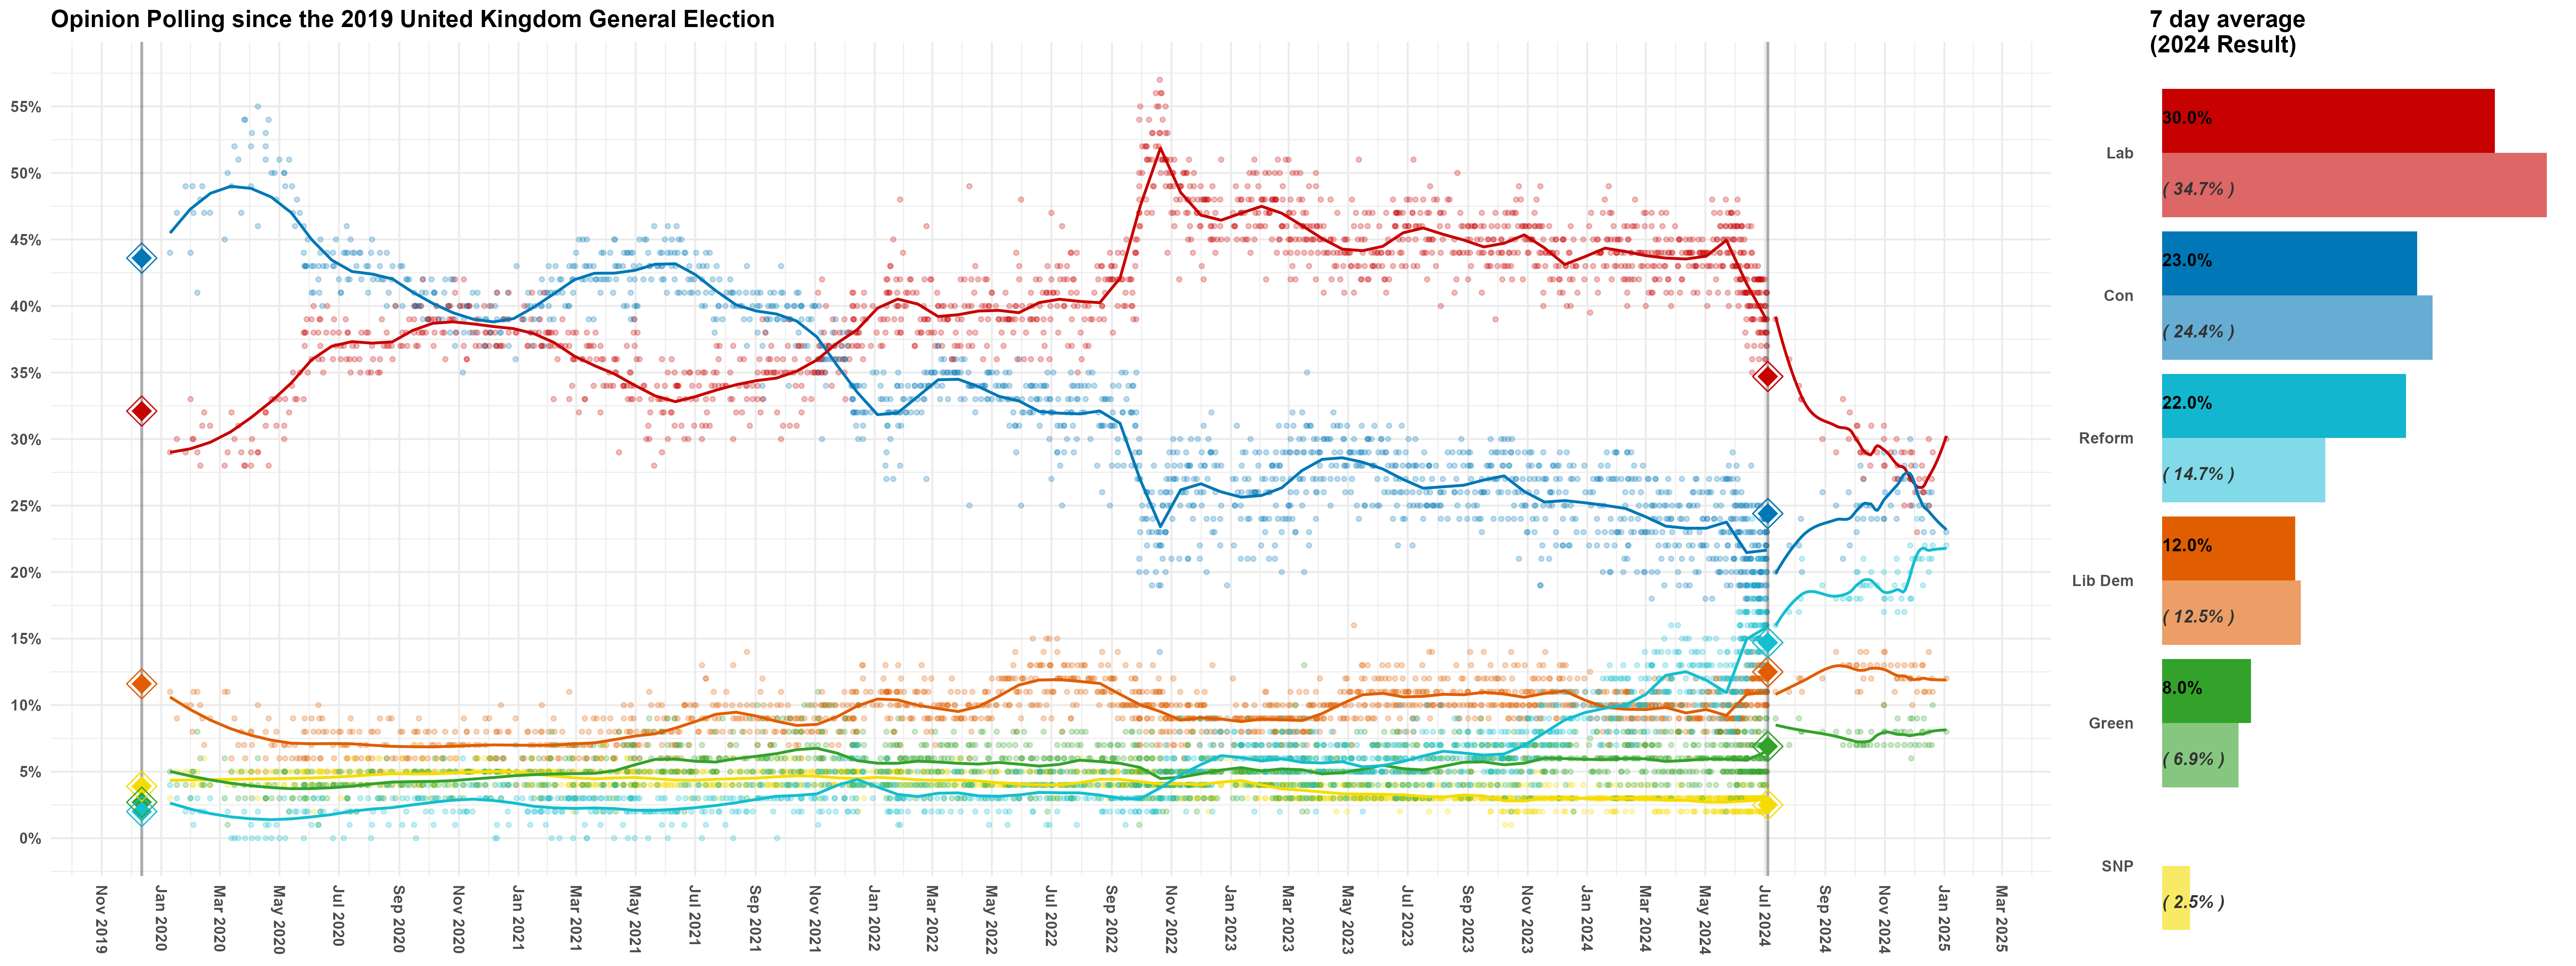 Opinion Polling since the 2019 United Kingdom General Election
7 day average
(2024 Result)
55%
50%
45%
40%
35%
30%
25%
20%
15%
10%
5%
0%
Nov 2019
Jan 2020
Mar 2020
May 2020
Jul 2020
Sep 2020
Nov 2020
Jan 2021
Mar 2021
May 2021
Jul 2021
Sep 2021
Nov 2021
Jan 2022
Mar 2022
May 2022
Jul 2022
Sep 2022
Nov 2022
Jan 2023
Mar 2023
May 2023
Jul 2023
Sep 2023
Nov 2023
Jan 2024
Mar 2024
May 2024
Jul 2024
Sep 2024
Nov 2024
Jan 2025
Mar 2025
Lab
30.0%
( 34.7% )
Con
23.0%
( 24.4% )
Reform
22.0%
( 14.7% )
Lib Dem
12.0%
( 12.5% )
Green
8.0%
( 6.9% )
SNP
( 2.5% )